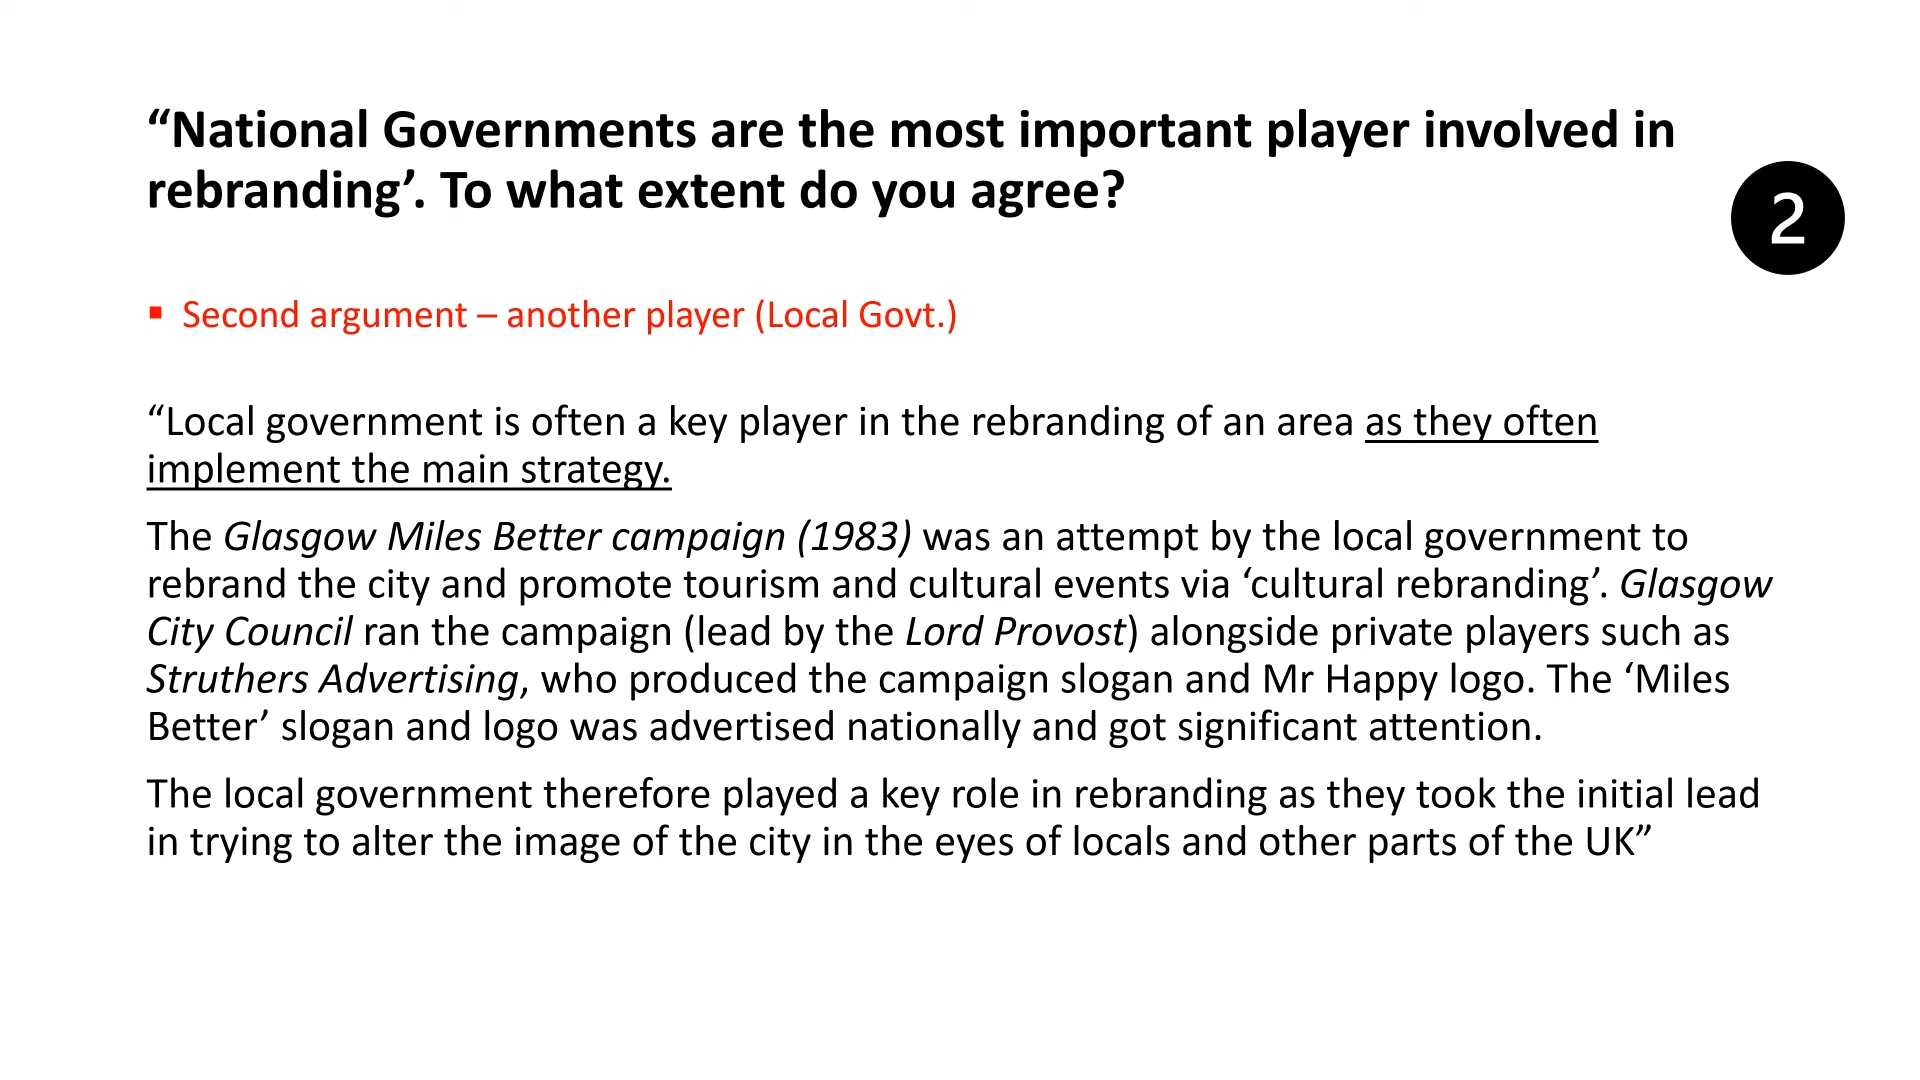 “National Governments are the most important player involved in
rebranding’. To what extent do you agree?
2
▪ Second argument – another player (Local Govt.)
“Local government is often a key player in the rebranding of an area as they often
implement the main strategy.
The Glasgow Miles Better campaign (1983) was an attempt by the local government to
rebrand the city and promote tourism and cultural events via ‘cultural rebranding’. Glasgow
City Council ran the campaign (lead by the Lord Provost) alongside private players such as
Struthers Advertising, who produced the campaign slogan and Mr Happy logo. The ‘Miles
Better’ slogan and logo was advertised nationally and got significant attention.
The local government therefore played a key role in rebranding as they took the initial lead
in trying to alter the image of the city in the eyes of locals and other parts of the UK”